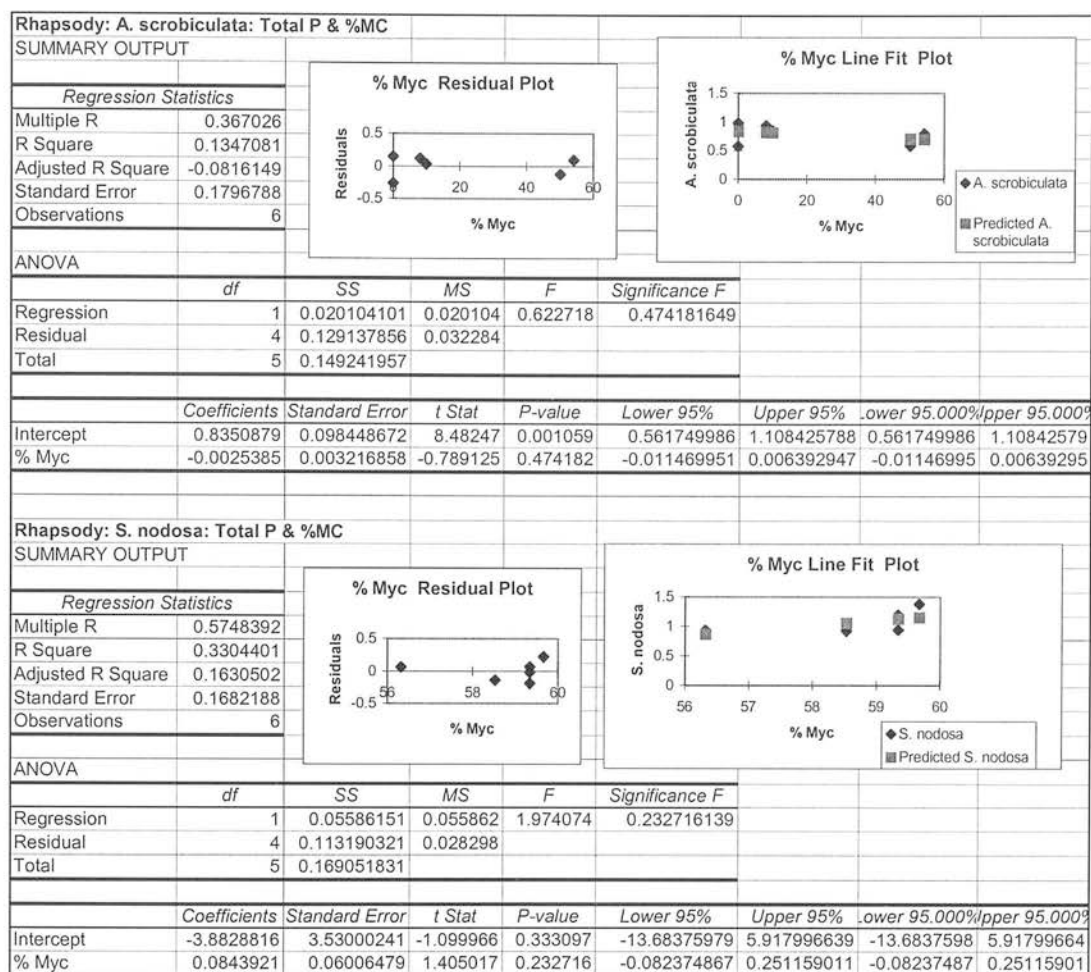 Rhapsody: A. scrobiculata: Total P & %MC
SUMMARY OUTPUT
Regression Statistics
Multiple R 0.367026
R Square 0.1347081
Adjusted R Square -0.0816149
Standard Error 0.1796788
Observations 6
% Myc Residual Plot
Residuals
0.5
0
-0.5
0 20 40 60
% Myc
% Myc Line Fit Plot
A. scrobiculata
1.5
1
0.5
0
0 20 40 60
% Myc
A. scrobiculata
Predicted A.
scrobiculata
ANOVA
df SS MS F Significance F
Regression 1 0.020104101 0.020104 0.622718 0.474181649
Residual 4 0.129137856 0.032284
Total 5 0.149241957
Coefficients Standard Error t Stat P-value Lower 95% Upper 95% Lower 95.000% Upper 95.000%
Intercept 0.8350879 0.098448672 8.48247 0.001059 0.561749986 1.108425788 0.561749986 1.10842579
% Myc -0.0025385 0.003216858 -0.789125 0.474182 -0.011469951 0.006392947 -0.01146995 0.00639295
Rhapsody: S. nodosa: Total P & %MC
SUMMARY OUTPUT
Regression Statistics
Multiple R 0.5748392
R Square 0.3304401
Adjusted R Square 0.1630502
Standard Error 0.1682188
Observations 6
% Myc Residual Plot
Residuals
0.5
0
-0.5
56 58 60
% Myc
% Myc Line Fit Plot
S. nodosa
1.5
1
0.5
0
56 57 58 59 60
% Myc
S. nodosa
Predicted S. nodosa
ANOVA
df SS MS F Significance F
Regression 1 0.05586151 0.055862 1.974074 0.232716139
Residual 4 0.113190321 0.028298
Total 5 0.169051831
Coefficients Standard Error t Stat P-value Lower 95% Upper 95% Lower 95.000% Upper 95.000%
Intercept -3.8828816 3.53000241 -1.099966 0.333097 -13.68375979 5.917996639 -13.6837598 5.91799664
% Myc 0.0843921 0.06006479 1.405017 0.232716 -0.082374867 0.251159011 -0.08237487 0.25115901